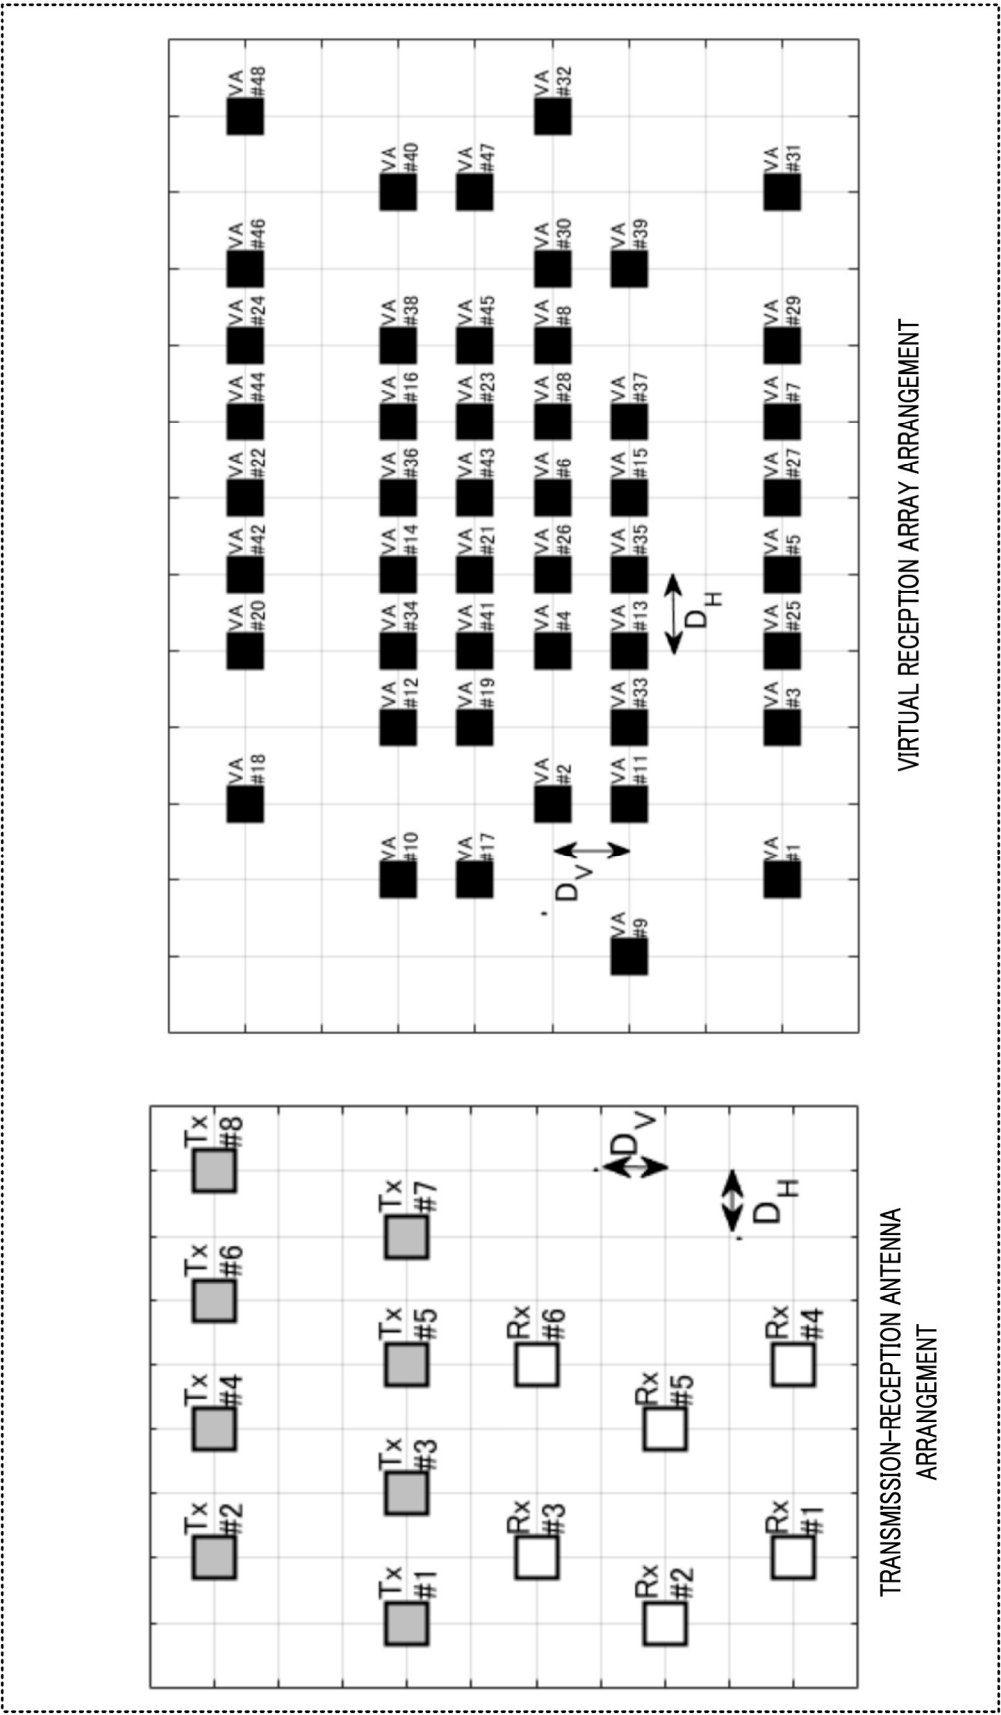 Tx
#2
Tx
#4
Tx
#6
Tx
#8
Tx
#1
Tx
#3
Tx
#5
Tx
#7
Rx
#3
Rx
#6
Rx
#2
Rx
#5
DV
Rx
#1
Rx
#4
DH
TRANSMISSION-RECEPTION ANTENNA
ARRANGEMENT
VA
#18
VA
#20
VA
#42
VA
#22
VA
#44
VA
#24
VA
#46
VA
#48
VA
#10
VA
#12
VA
#34
VA
#14
VA
#36
VA
#16
VA
#38
VA
#40
VA
#17
VA
#19
VA
#41
VA
#21
VA
#43
VA
#23
VA
#45
VA
#47
VA
#2
VA
#4
VA
#26
VA
#6
VA
#28
VA
#8
VA
#30
VA
#32
DV
VA
#9
VA
#11
VA
#33
VA
#13
VA
#35
VA
#15
VA
#37
VA
#39
DH
VA
#1
VA
#3
VA
#25
VA
#5
VA
#27
VA
#7
VA
#29
VA
#31
VIRTUAL RECEPTION ARRAY ARRANGEMENT